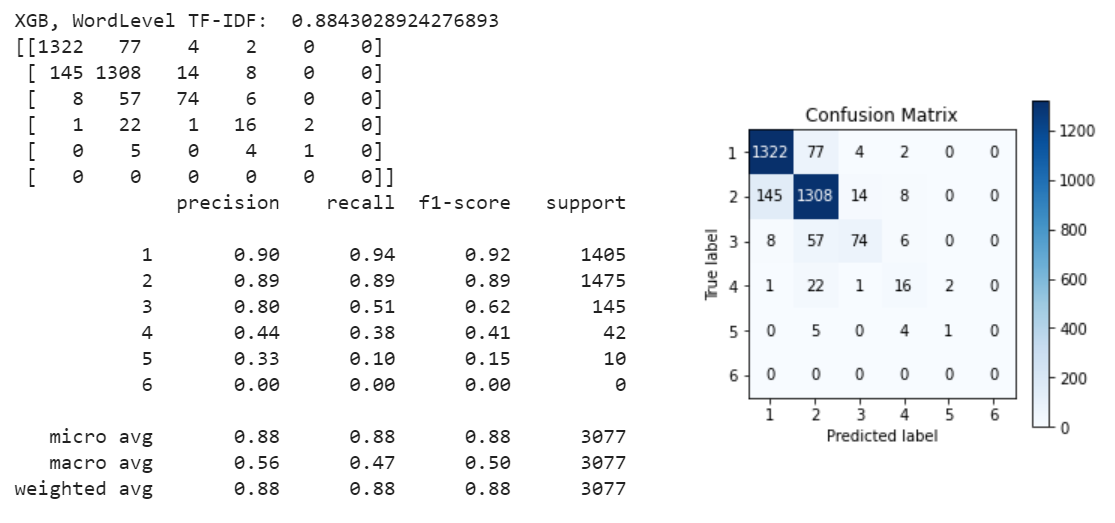 XGB, WordLevel TF-IDF:  0.8843028924276893
[[1322   77    4    2    0    0]
 [ 145 1308   14    8    0    0]
 [   8   57   74    6    0    0]
 [   1   22    1   16    2    0]
 [   0    5    0    4    1    0]
 [   0    0    0    0    0    0]]
              precision    recall  f1-score   support
           1       0.90      0.94      0.92      1405
           2       0.89      0.89      0.89      1475
           3       0.80      0.51      0.62       145
           4       0.44      0.38      0.41        42
           5       0.33      0.10      0.15        10
           6       0.00      0.00      0.00         0
   micro avg       0.88      0.88      0.88      3077
   macro avg       0.56      0.47      0.50      3077
weighted avg       0.88      0.88      0.88      3077
Confusion Matrix
True label
1 1322 77 4 2 0 0
2 145 1308 14 8 0 0
3 8 57 74 6 0 0
4 1 22 1 16 2 0
5 0 5 0 4 1 0
6 0 0 0 0 0 0
1 2 3 4 5 6
Predicted label
1200
1000
800
600
400
200
0